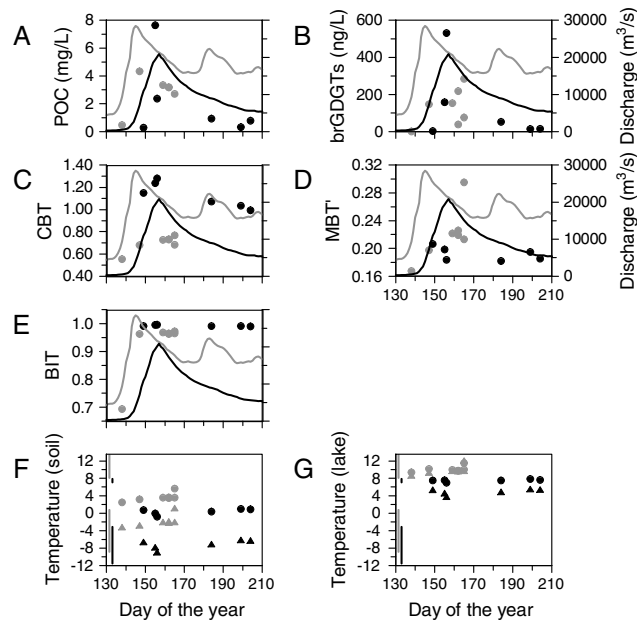 A
POC (mg/L)
8
6
4
2
0
B
brGDGTs (ng/L)
600
400
200
0
30000
20000
10000
0
Discharge (m³/s)
C
CBT
1.40
1.20
1.00
0.80
0.60
0.40
D
MBT'
0.32
0.28
0.24
0.20
0.16
30000
20000
10000
0
Discharge (m³/s)
130 150 170 190 210
E
BIT
1.0
0.9
0.8
0.7
F
Temperature (soil)
12
8
4
0
-4
-8
-12
130 150 170 190 210
Day of the year
G
Temperature (lake)
12
8
4
0
-4
-8
-12
130 150 170 190 210
Day of the year